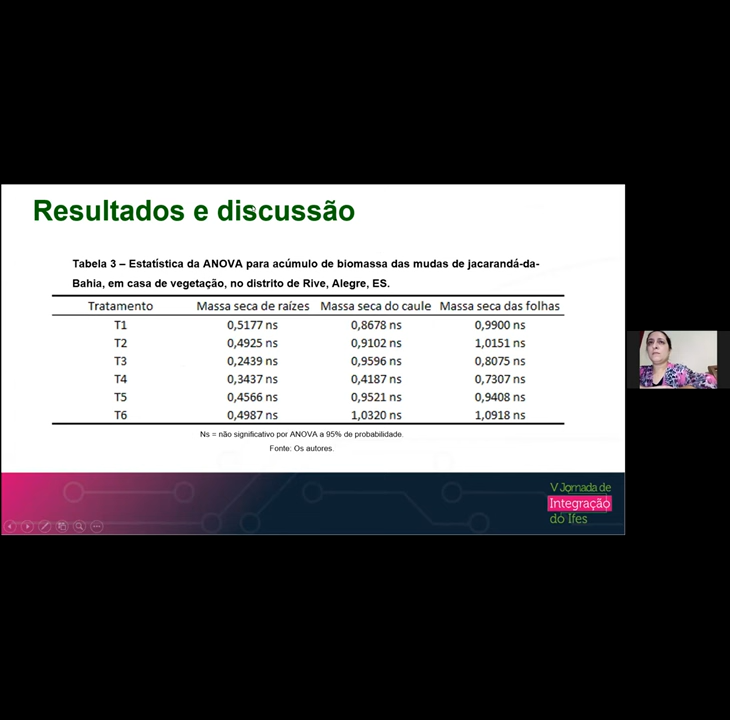 Resultados e discussão
Tabela 3 – Estatística da ANOVA para acúmulo de biomassa das mudas de jacarandá-da-
Bahia, em casa de vegetação, no distrito de Rive, Alegre, ES.
Tratamento Massa seca de raízes Massa seca do caule Massa seca das folhas
T1 0,5177 ns 0,8678 ns 0,9900 ns
T2 0,4925 ns 0,9102 ns 1,0151 ns
T3 0,2439 ns 0,9596 ns 0,8075 ns
T4 0,3437 ns 0,4187 ns 0,7307 ns
T5 0,4566 ns 0,9521 ns 0,9408 ns
T6 0,4987 ns 1,0320 ns 1,0918 ns
Ns = não significativo por ANOVA a 95% de probabilidade.
Fonte: Os autores.
V Jornada de
Integração
do Ifes